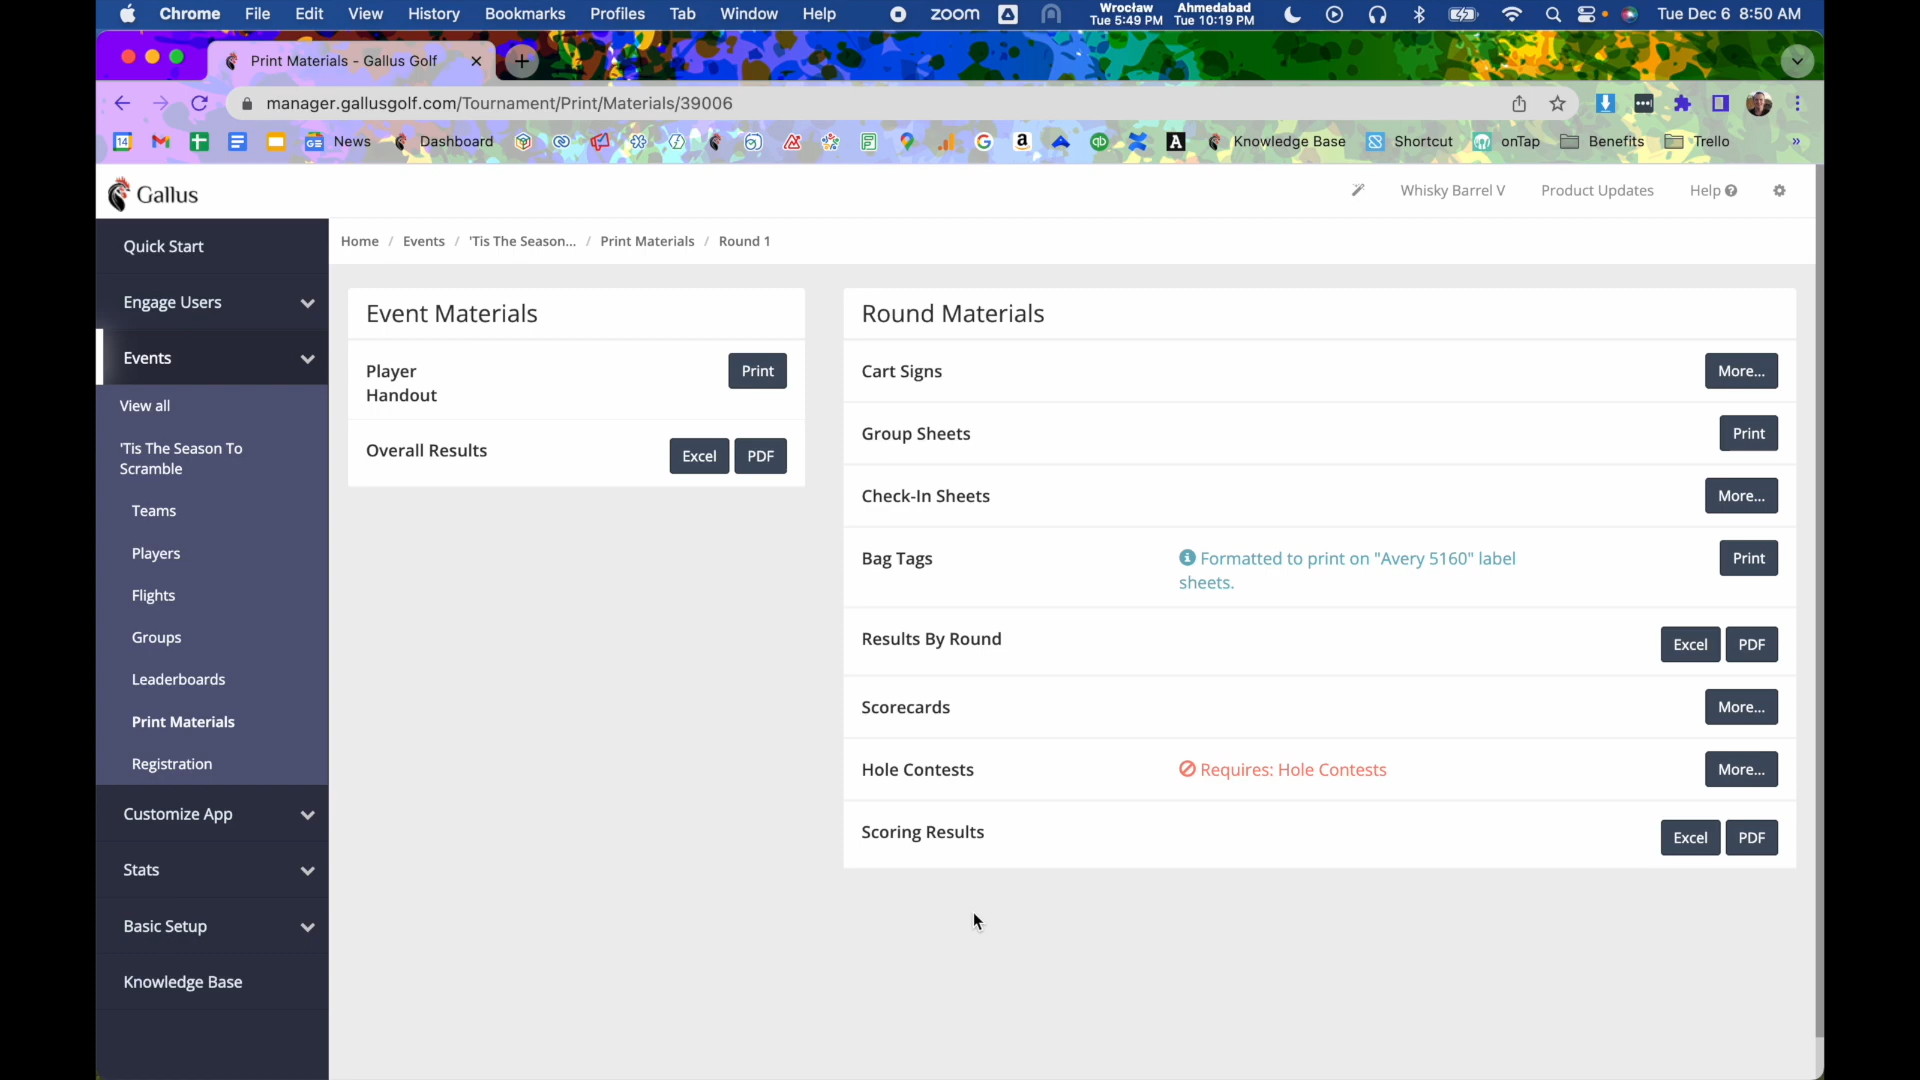 Chrome File Edit View History Bookmarks Profiles Tab Window Help zoom Wrocław Tue 5:49 PM Ahmedabad Tue 10:19 PM Tue Dec 6 8:50 AM
Print Materials - Gallus Golf
manager.gallusgolf.com/Tournament/Print/Materials/39006
14 News Dashboard Knowledge Base Shortcut onTap Benefits Trello »
Gallus
Whisky Barrel V Product Updates Help
Quick Start
Engage Users
Events
View all
'Tis The Season To
Scramble
Teams
Players
Flights
Groups
Leaderboards
Print Materials
Registration
Customize App
Stats
Basic Setup
Knowledge Base
Home / Events / 'Tis The Season... / Print Materials / Round 1
Event Materials
Player
Handout
Print
Overall Results
Excel PDF
Round Materials
Cart Signs More...
Group Sheets Print
Check-In Sheets More...
Bag Tags Formatted to print on "Avery 5160" label
sheets.
Print
Results By Round Excel PDF
Scorecards More...
Hole Contests Requires: Hole Contests More...
Scoring Results Excel PDF